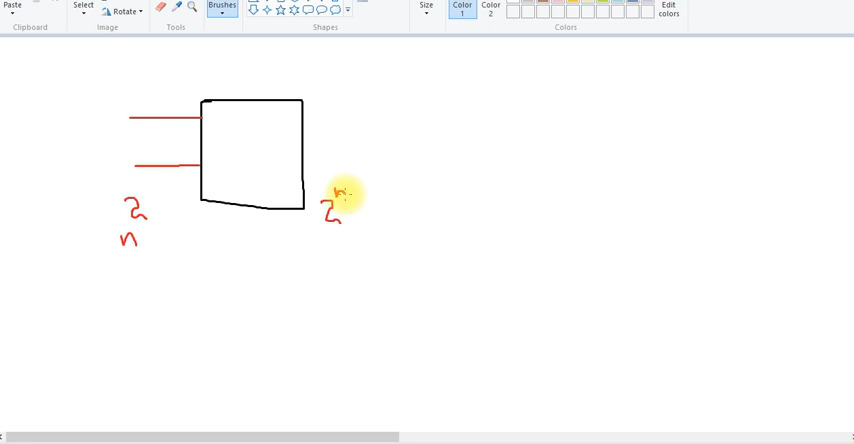 Paste
Select
Rotate
Brushes
Size
Color 1
Color 2
Edit colors
Clipboard
Image
Tools
Shapes
Colors
2
n
2^n